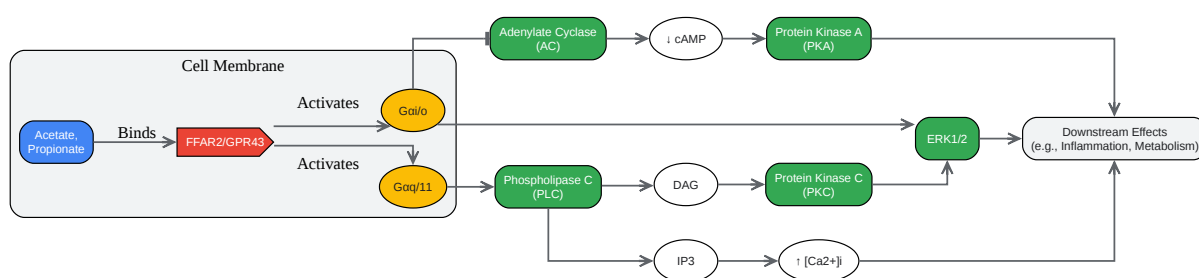 Cell Membrane
Acetate,
Propionate
Binds
FFAR2/GPR43
Activates
Activates
Gαi/o
Gαq/11
Adenylate Cyclase
(AC)
↓ cAMP
Protein Kinase A
(PKA)
Phospholipase C
(PLC)
DAG
Protein Kinase C
(PKC)
IP3
↑ [Ca2+]i
ERK1/2
Downstream Effects
(e.g., Inflammation, Metabolism)